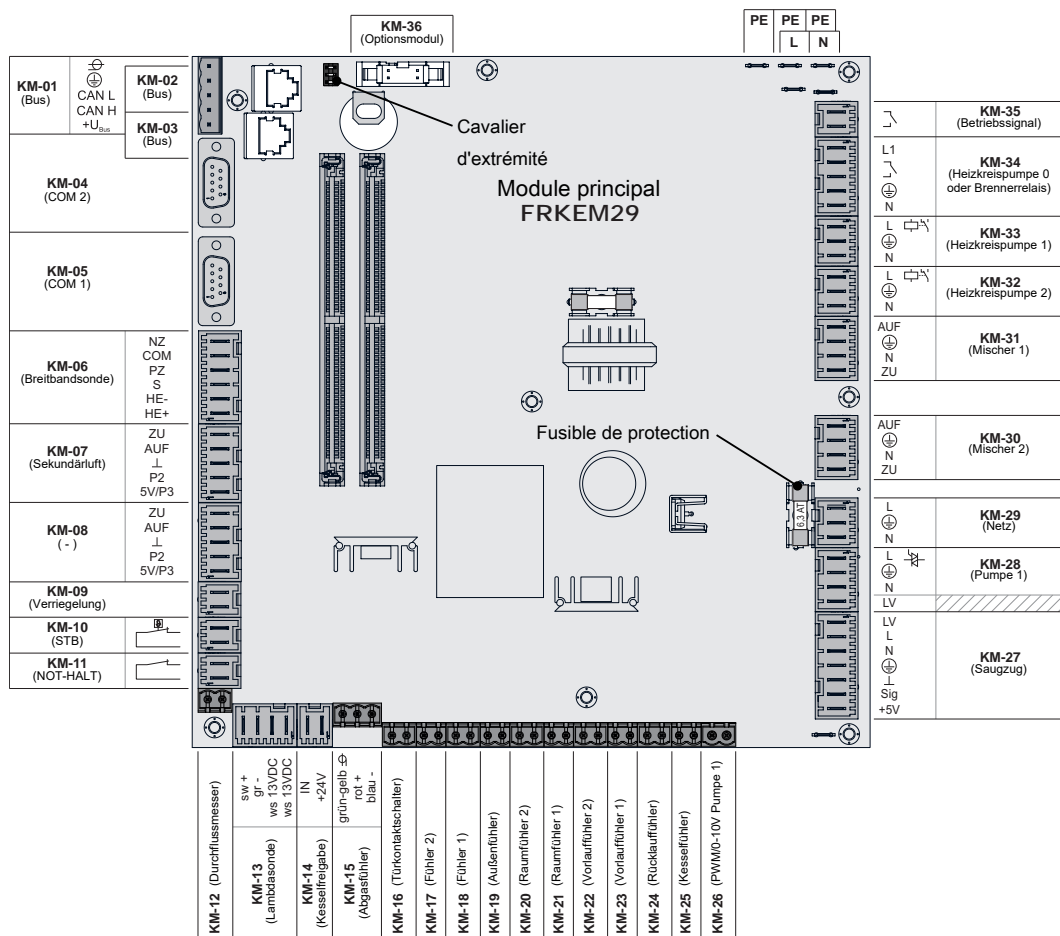 KM-36
(Optionsmodul)
PE PE PE
L N
KM-01
(Bus)
CAN L
CAN H
+U Bus
KM-02
(Bus)
KM-03
(Bus)
KM-04
(COM 2)
KM-05
(COM 1)
KM-06
(Breitbandsonde)
NZ
COM
PZ
S
HE-
HE+
KM-07
(Sekundärluft)
ZU
AUF
⊥
P2
5V/P3
KM-08
( - )
ZU
AUF
⊥
P2
5V/P3
KM-09
(Verriegelung)
KM-10
(STB)
KM-11
(NOT-HALT)
Cavalier
d'extrémité
Module principal
FRKEM29
Fusible de protection
6,3 AT
KM-35
(Betriebssignal)
L1
N
KM-34
(Heizkreispumpe 0
oder Brennerrelais)
L
N
KM-33
(Heizkreispumpe 1)
L
N
KM-32
(Heizkreispumpe 2)
AUF
N
ZU
KM-31
(Mischer 1)
AUF
N
ZU
KM-30
(Mischer 2)
L
N
KM-29
(Netz)
L
N
LV
KM-28
(Pumpe 1)
LV
L
N
⊥
Sig
+5V
KM-27
(Saugzug)
KM-12 (Durchflussmesser)
sw +
gr -
ws 13VDC
ws 13VDC
KM-13
(Lambdasonde)
IN
+24V
KM-14
(Kesselfreigabe)
grün-gelb
rot +
blau -
KM-15
(Abgasfühler)
KM-16 (Türkontaktschalter)
KM-17 (Fühler 2)
KM-18 (Fühler 1)
KM-19 (Außenfühler)
KM-20 (Raumfühler 2)
KM-21 (Raumfühler 1)
KM-22 (Vorlauffühler 2)
KM-23 (Vorlauffühler 1)
KM-24 (Rücklauffühler)
KM-25 (Kesselfühler)
KM-26 (PWM/0-10V Pumpe 1)